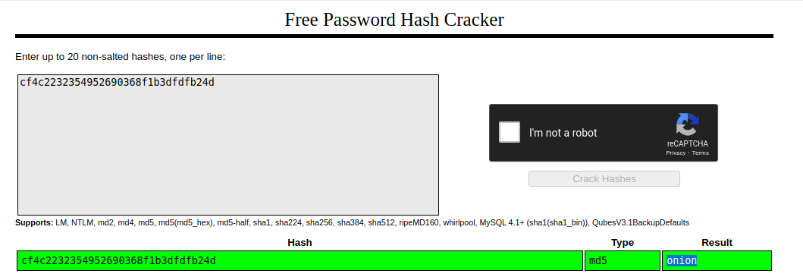 Free Password Hash Cracker
Enter up to 20 non-salted hashes, one per line:
cf4c2232354952690368f1b3dfdfb24d
I'm not a robot
reCAPTCHA
Privacy - Terms
Crack Hashes
Supports: LM, NTLM, md2, md4, md5, md5(md5_hex), md5-half, sha1, sha224, sha256, sha384, sha512, ripeMD160, whirlpool, MySQL 4.1+ (sha1(sha1_bin)), QubesV3.1BackupDefaults
Hash Type Result
cf4c2232354952690368f1b3dfdfb24d md5 onion